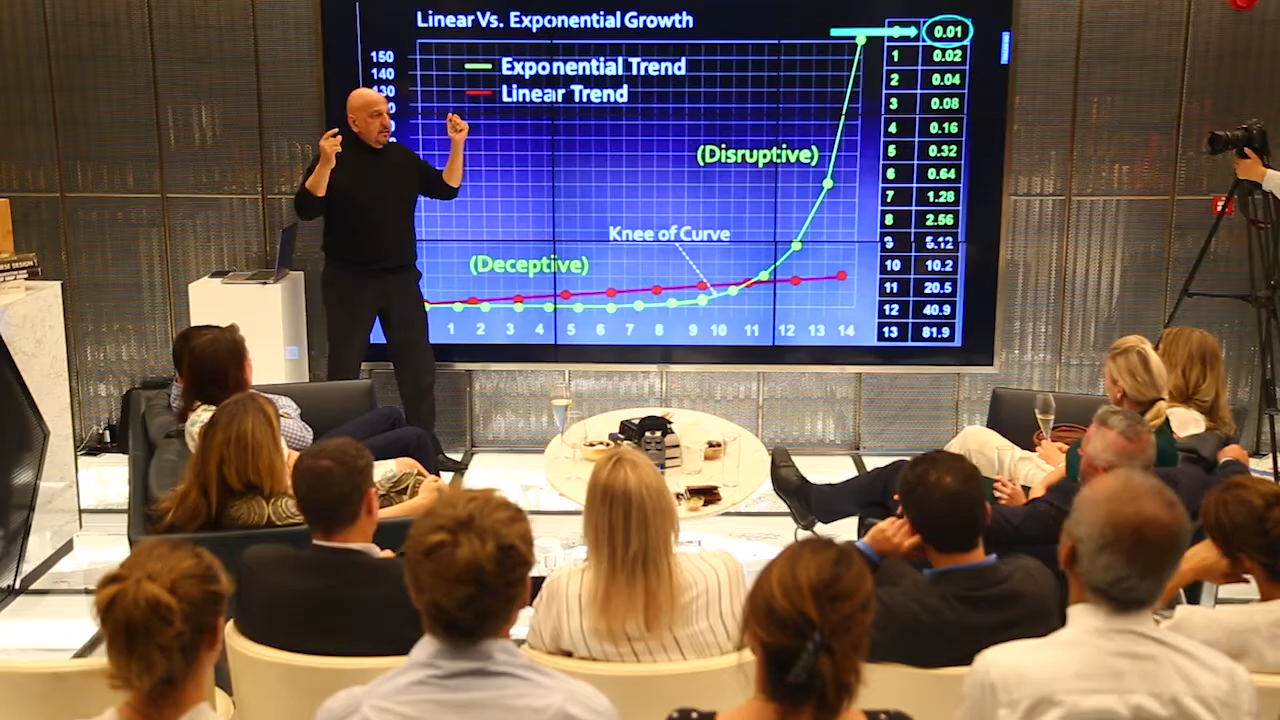 Linear Vs. Exponential Growth
150
140
130
Exponential Trend
Linear Trend
(Disruptive)
Knee of Curve
(Deceptive)
1 2 3 4 5 6 7 8 9 10 11 12 13 14
0.01
1 0.02
2 0.04
3 0.08
4 0.16
5 0.32
6 0.64
7 1.28
8 2.56
9 5.12
10 10.2
11 20.5
12 40.9
13 81.9